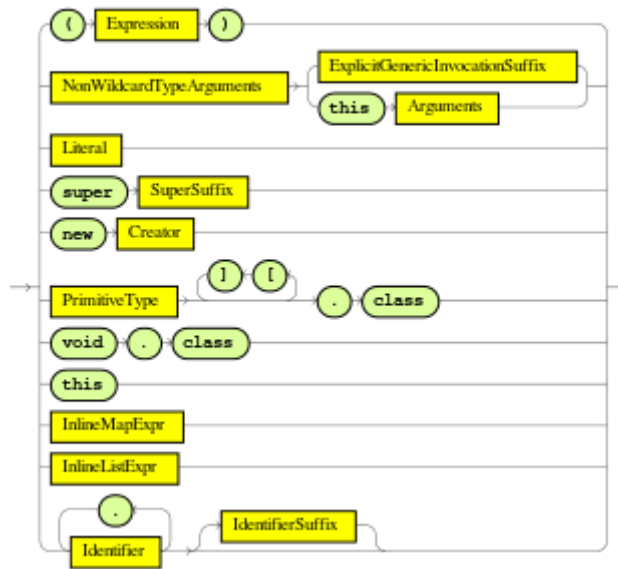 ( Expression )
ExplicitGenericInvocationSuffix
NonWildcardTypeArguments
this Arguments
Literal
super SuperSuffix
new Creator
] [
PrimitiveType . class
void . class
this
InlineMapExpr
InlineListExpr
.
IdentifierSuffix
Identifier